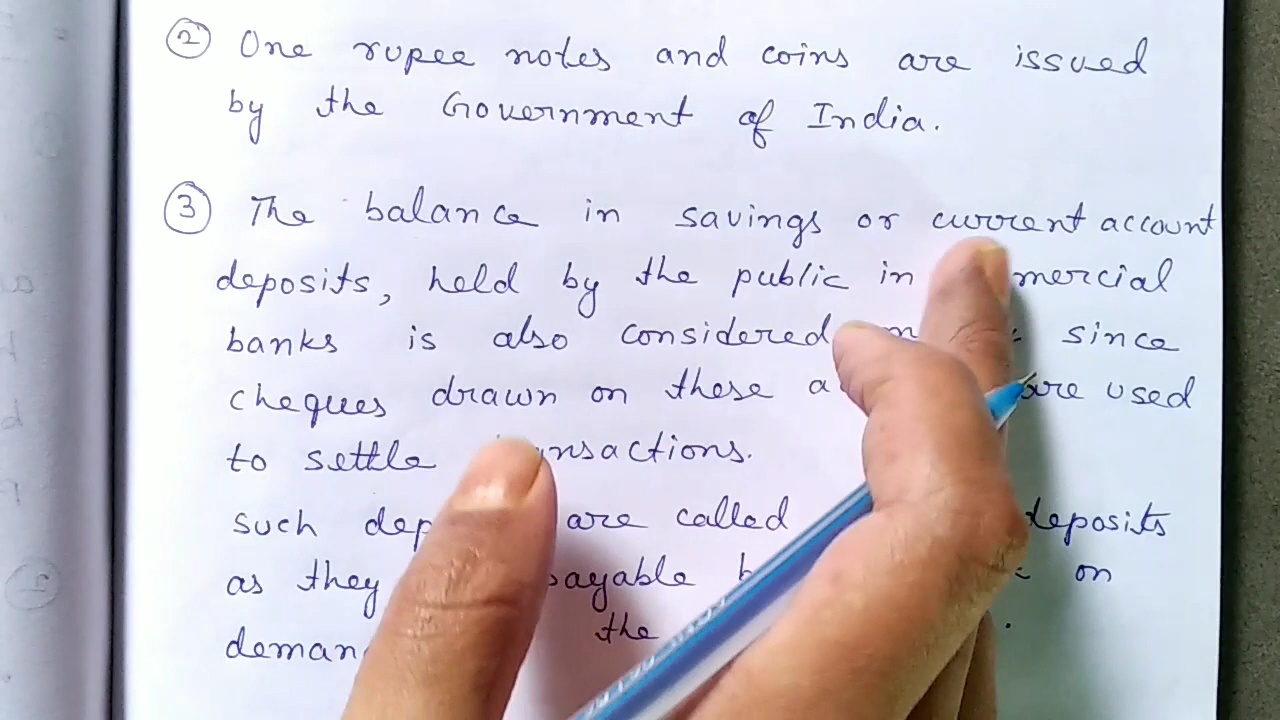 ② One rupee notes and coins are issued
by the Government of India.
③ The balance in savings or current account
deposits, held by the public in mercial
banks is also considered since
cheques drawn on these a are used
to settle nsactions.
such dep are called deposits
as they payable b on
deman the